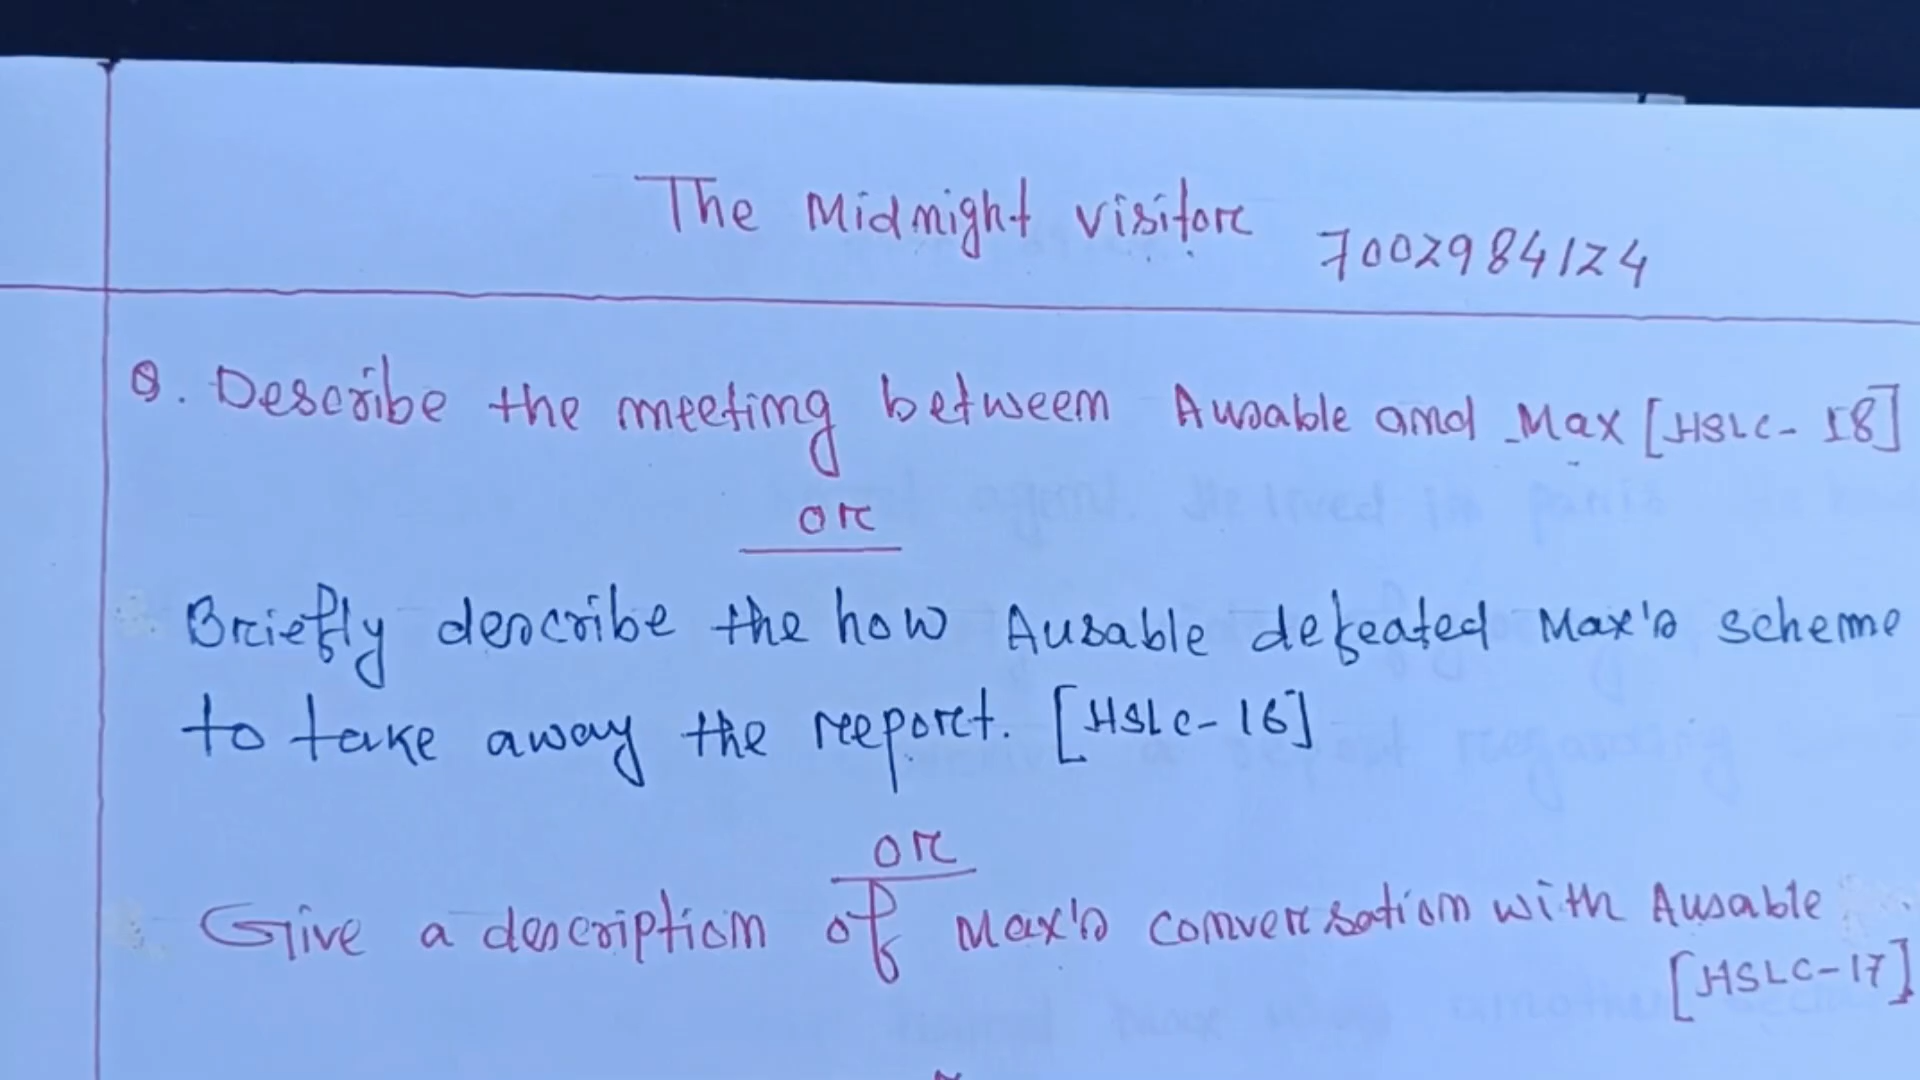 The Midnight visitor
7002984124
Q. Describe the meeting between Ausable and Max [HSLC- 18]
or
Briefly describe the how Ausable defeated Max's scheme
to take away the report. [HSLC-16]
or
Give a description of Max's conversation with Ausable
[HSLC-17]